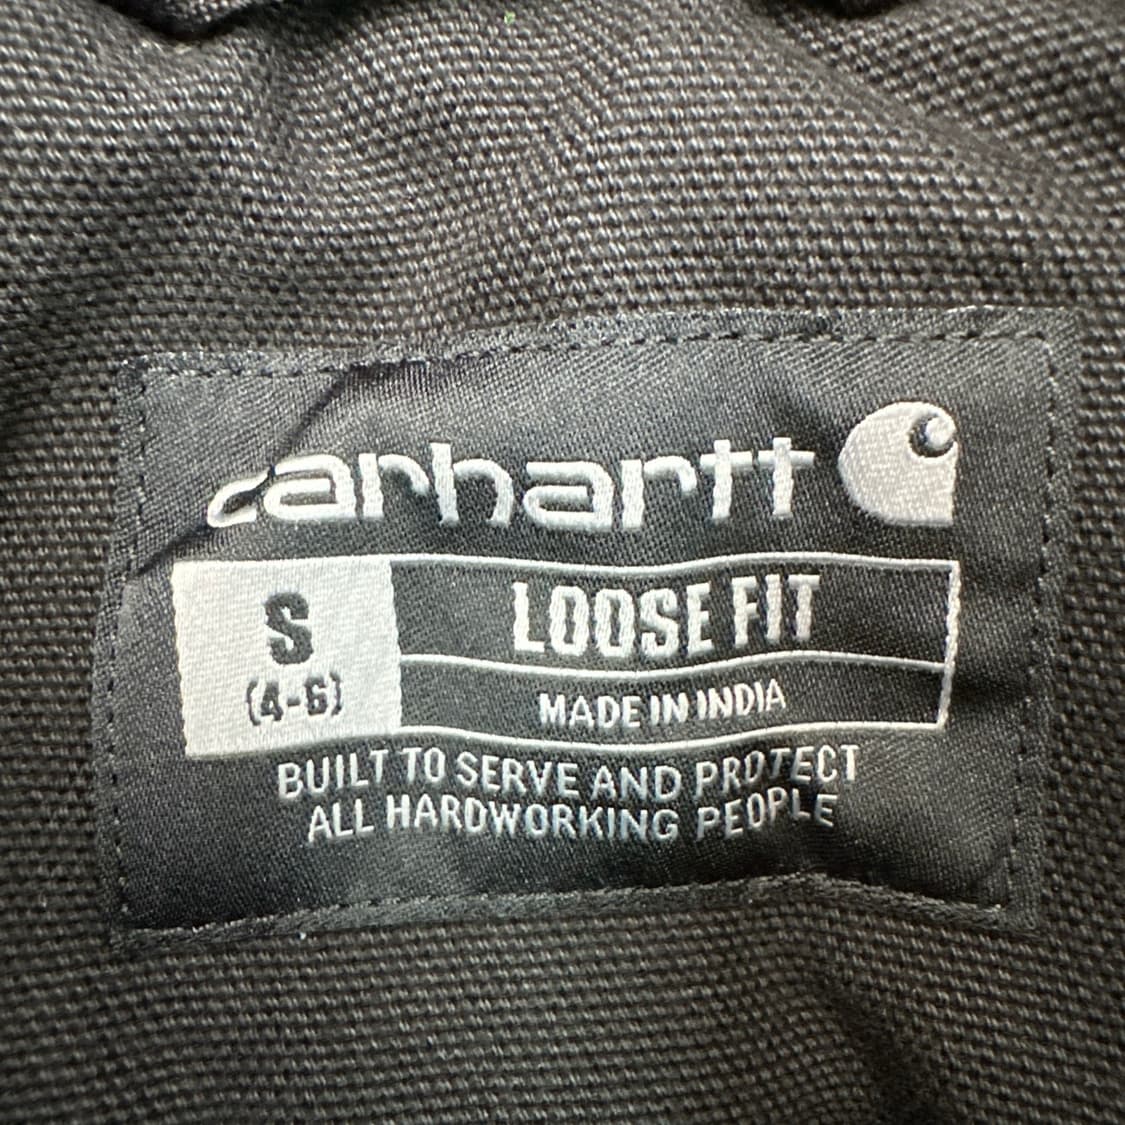 carhartt
S
(4-6)
LOOSE FIT
MADE IN INDIA
BUILT TO SERVE AND PROTECT
ALL HARDWORKING PEOPLE